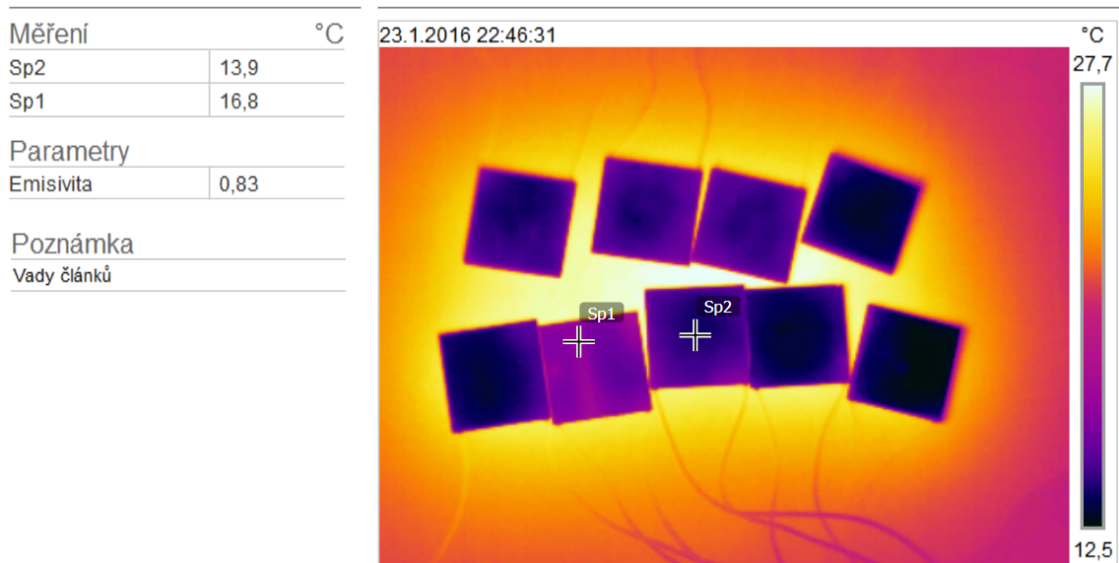 Měření °C
Sp2 13,9
Sp1 16,8
Parametry
Emisivita 0,83
Poznámka
Vady článků
23.1.2016 22:46:31 °C
27,7
Sp1
Sp2
12,5